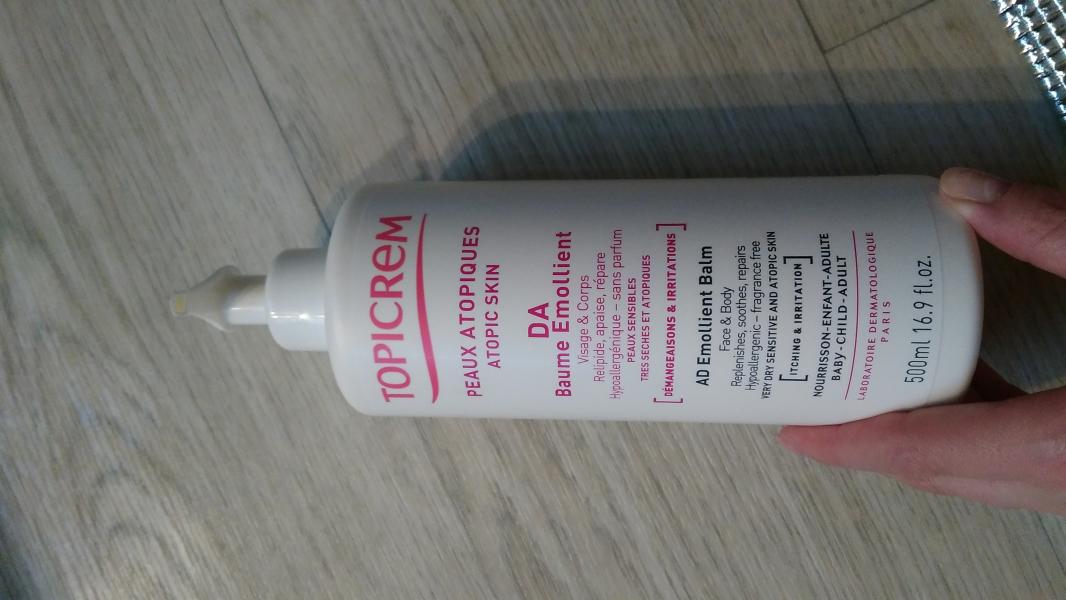 TOPICREM
PEAUX ATOPIQUES
ATOPIC SKIN
DA
Baume Emollient
Visage & Corps
Relipide, apaise, répare
Hypoallergénique – sans parfum
PEAUX SENSIBLES
TRES SECHES ET ATOPIQUES
[DÉMANGEAISONS & IRRITATIONS]
AD Emollient Balm
Face & Body
Replenishes, soothes, repairs
Hypoallergenic – fragrance free
VERY DRY SENSITIVE AND ATOPIC SKIN
[ITCHING & IRRITATION]
NOURRISSON-ENFANT-ADULTE
BABY-CHILD-ADULT
LABORATOIRE DERMATOLOGIQUE
PARIS
500ml 16.9 fl.oz.